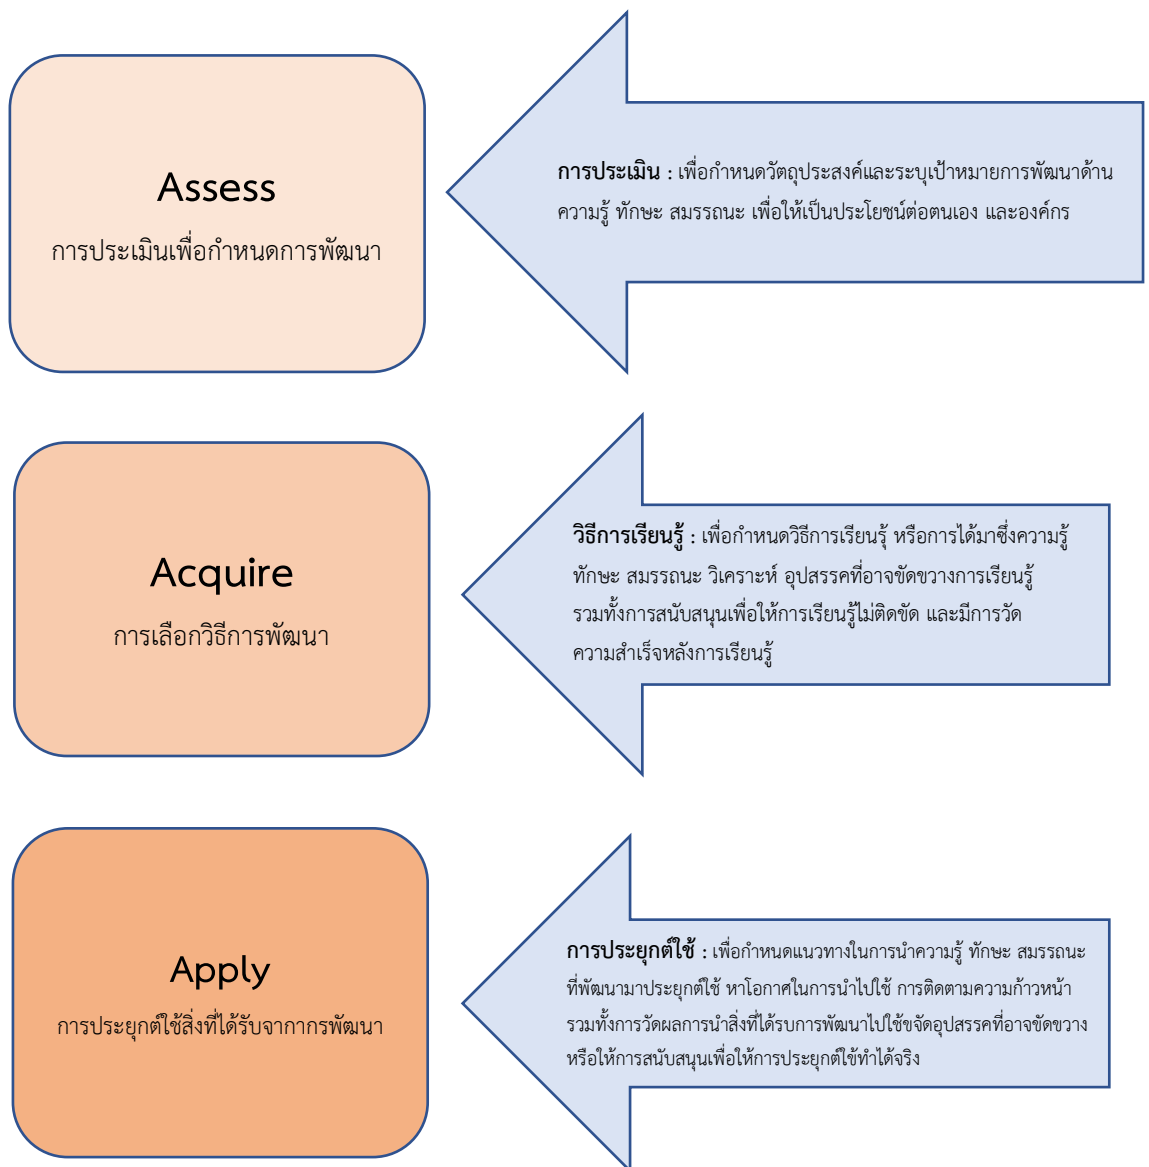 Assess
การประเมินเพื่อกำหนดการพัฒนา
การประเมิน : เพื่อกำหนดวัตถุประสงค์และระบุเป้าหมายการพัฒนาด้าน
ความรู้ ทักษะ สมรรถนะ เพื่อให้เป็นประโยชน์ต่อตนเอง และองค์กร
Acquire
การเลือกวิธีการพัฒนา
วิธีการเรียนรู้ : เพื่อกำหนดวิธีการเรียนรุ้ หรือการได้มาซึ่งความรู้
ทักษะ สมรรถนะ วิเคราะห์ อุปสรรคที่อาจขัดขวางการเรียนรู้
รวมทั้งการสนับสนุนเพื่อให้การเรียนรู้ไม่ติดขัด และมีการวัด
ความสำเร็จหลังการเรียนรู้
Apply
การประยุกต์ใช้สิ่งที่ได้รับจากากรพัฒนา
การประยุกต์ใช้ : เพื่อกำหนดแนวทางในการนำความรู้ ทักษะ สมรรถนะ
ที่พัฒนามาประยุกต์ใช้ หาโอกาศในการนำไปใช้ การติดตามความก้าวหน้า
รวมทั้งการวัดผลการนำสิ่งที่ได้รบการพัฒนาไปใช้ขจัดอุปสรรคที่อาจขัดขวาง
หรือให้การสนับสนุนเพื่อให้การประยุกต์ใข้ทำได้จริง